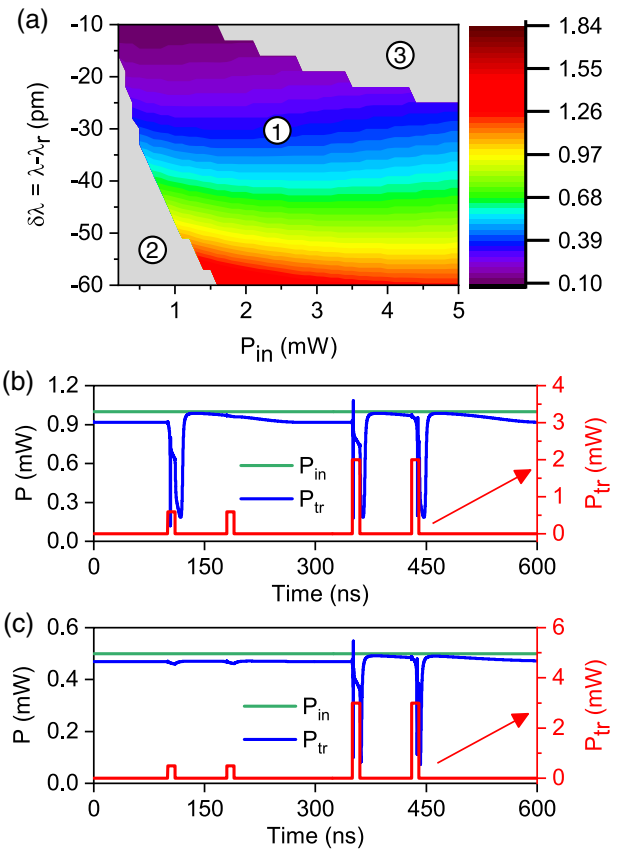 (a)
-10
-20
-30
-40
-50
-60
δλ = λ-λr (pm)
1
2
3
1 2 3 4 5
Pin (mW)
1.84
1.55
1.26
0.97
0.68
0.39
0.10
(b)
1.2
0.9
0.6
0.3
0.0
P (mW)
Pin
Ptr
4
3
2
1
0
Ptr (mW)
0 150 300 450 600
Time (ns)
(c)
0.6
0.4
0.2
0.0
P (mW)
Pin
Ptr
6
5
4
3
2
1
0
Ptr (mW)
0 150 300 450 600
Time (ns)